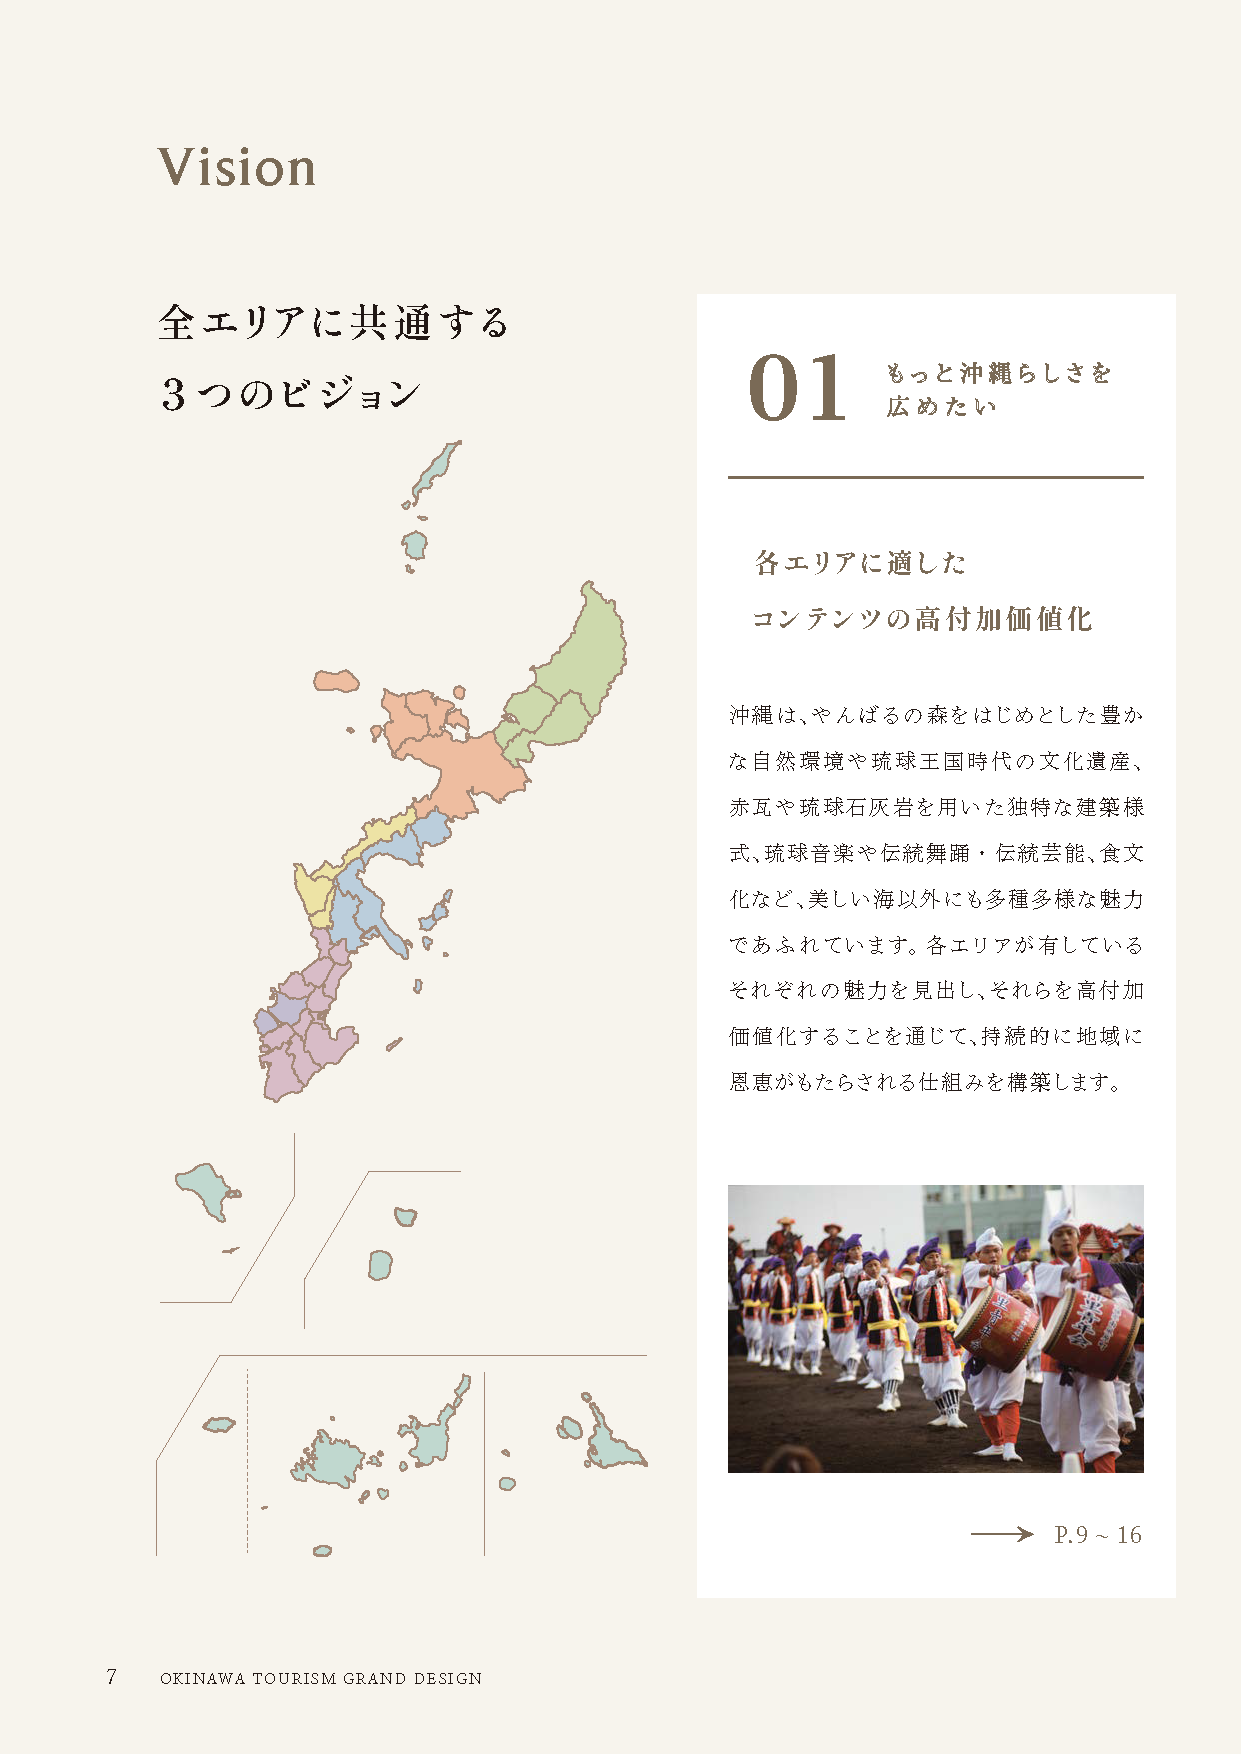 Vision
全エリアに共通する
3つのビジョン
01
もっと沖縄らしさを
広めたい
各エリアに適した
コンテンツの高付加価値化
沖縄は、やんばるの森をはじめとした豊か
な自然環境や琉球王国時代の文化遺産、
赤瓦や琉球石灰岩を用いた独特な建築様
式、琉球音楽や伝統舞踊・伝統芸能、食文
化など、美しい海以外にも多種多様な魅力
であふれています。各エリアが有している
それぞれの魅力を見出し、それらを高付加
価値化することを通じて、持続的に地域に
恩恵がもたらされる仕組みを構築します。
P.9 ~ 16
7 OKINAWA TOURISM GRAND DESIGN